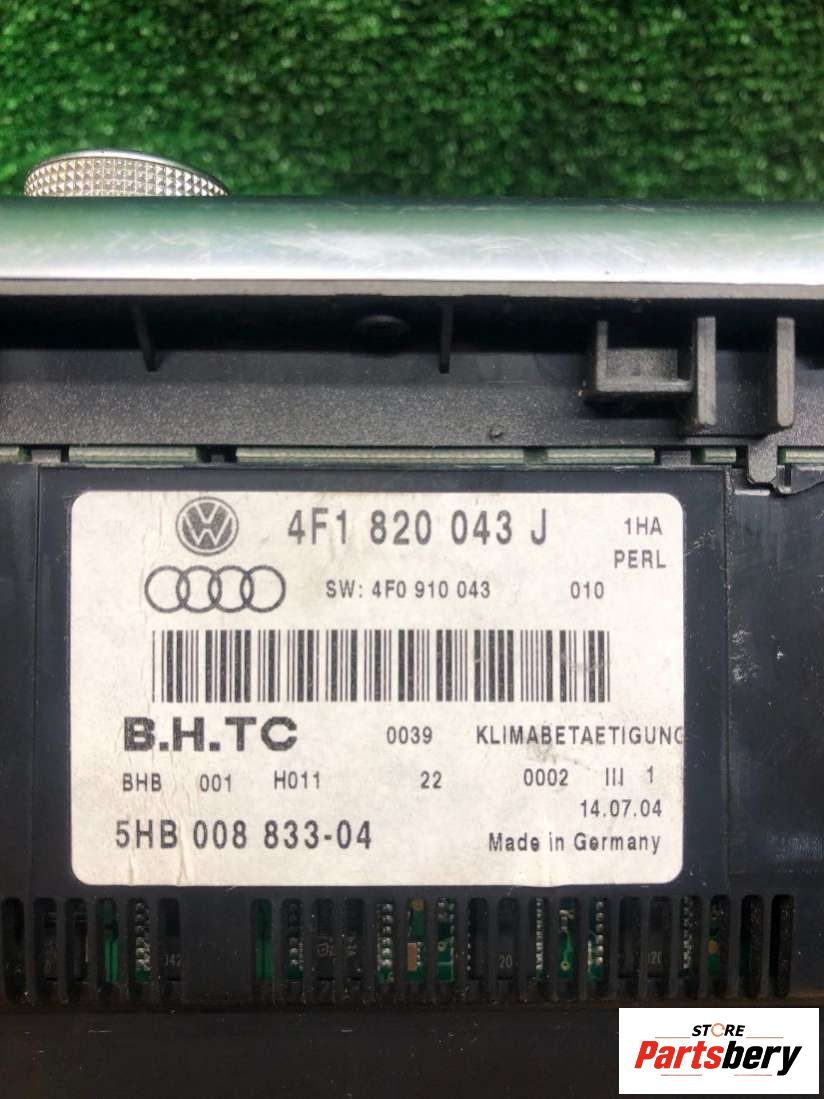 4F1 820 043 J 1HA
PERL
SW: 4F0 910 043 010
B.H.TC 0039 KLIMABETAETIGUNG
BHB 001 H011 22 0002 III 1
14.07.04
5HB 008 833-04 Made in Germany
STORE
Partsbery